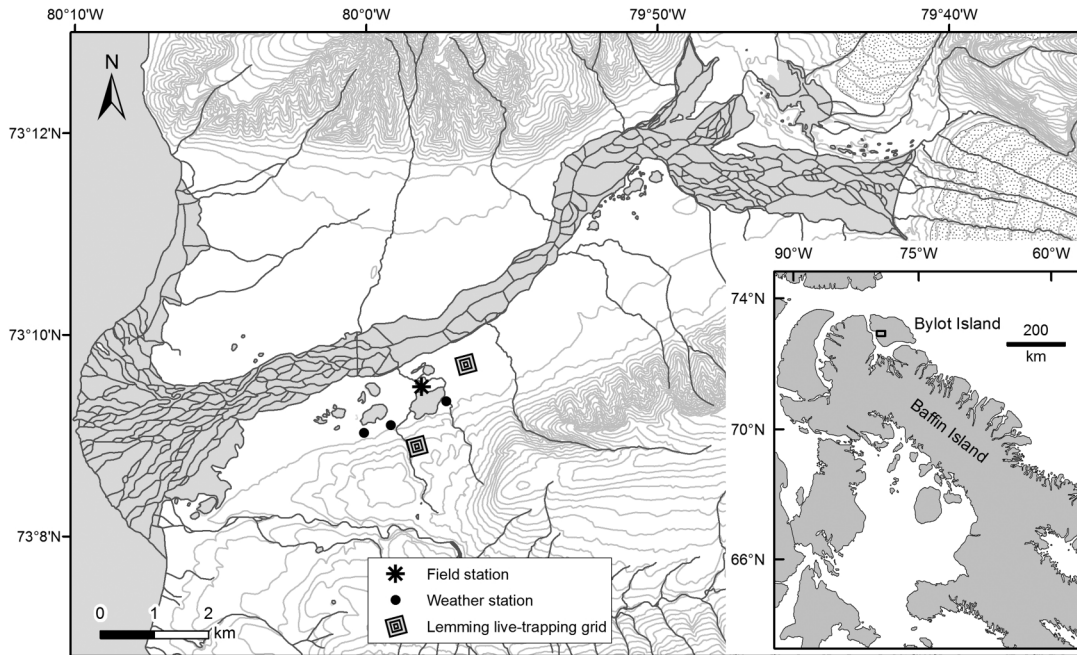 80°10'W 80°0'W 79°50'W 79°40'W
N
73°12'N
73°10'N
73°8'N
90°W 75°W 60°W
74°N
70°N
66°N
Bylot Island
200
km
Baffin Island
Field station
Weather station
Lemming live-trapping grid
0 1 2
km